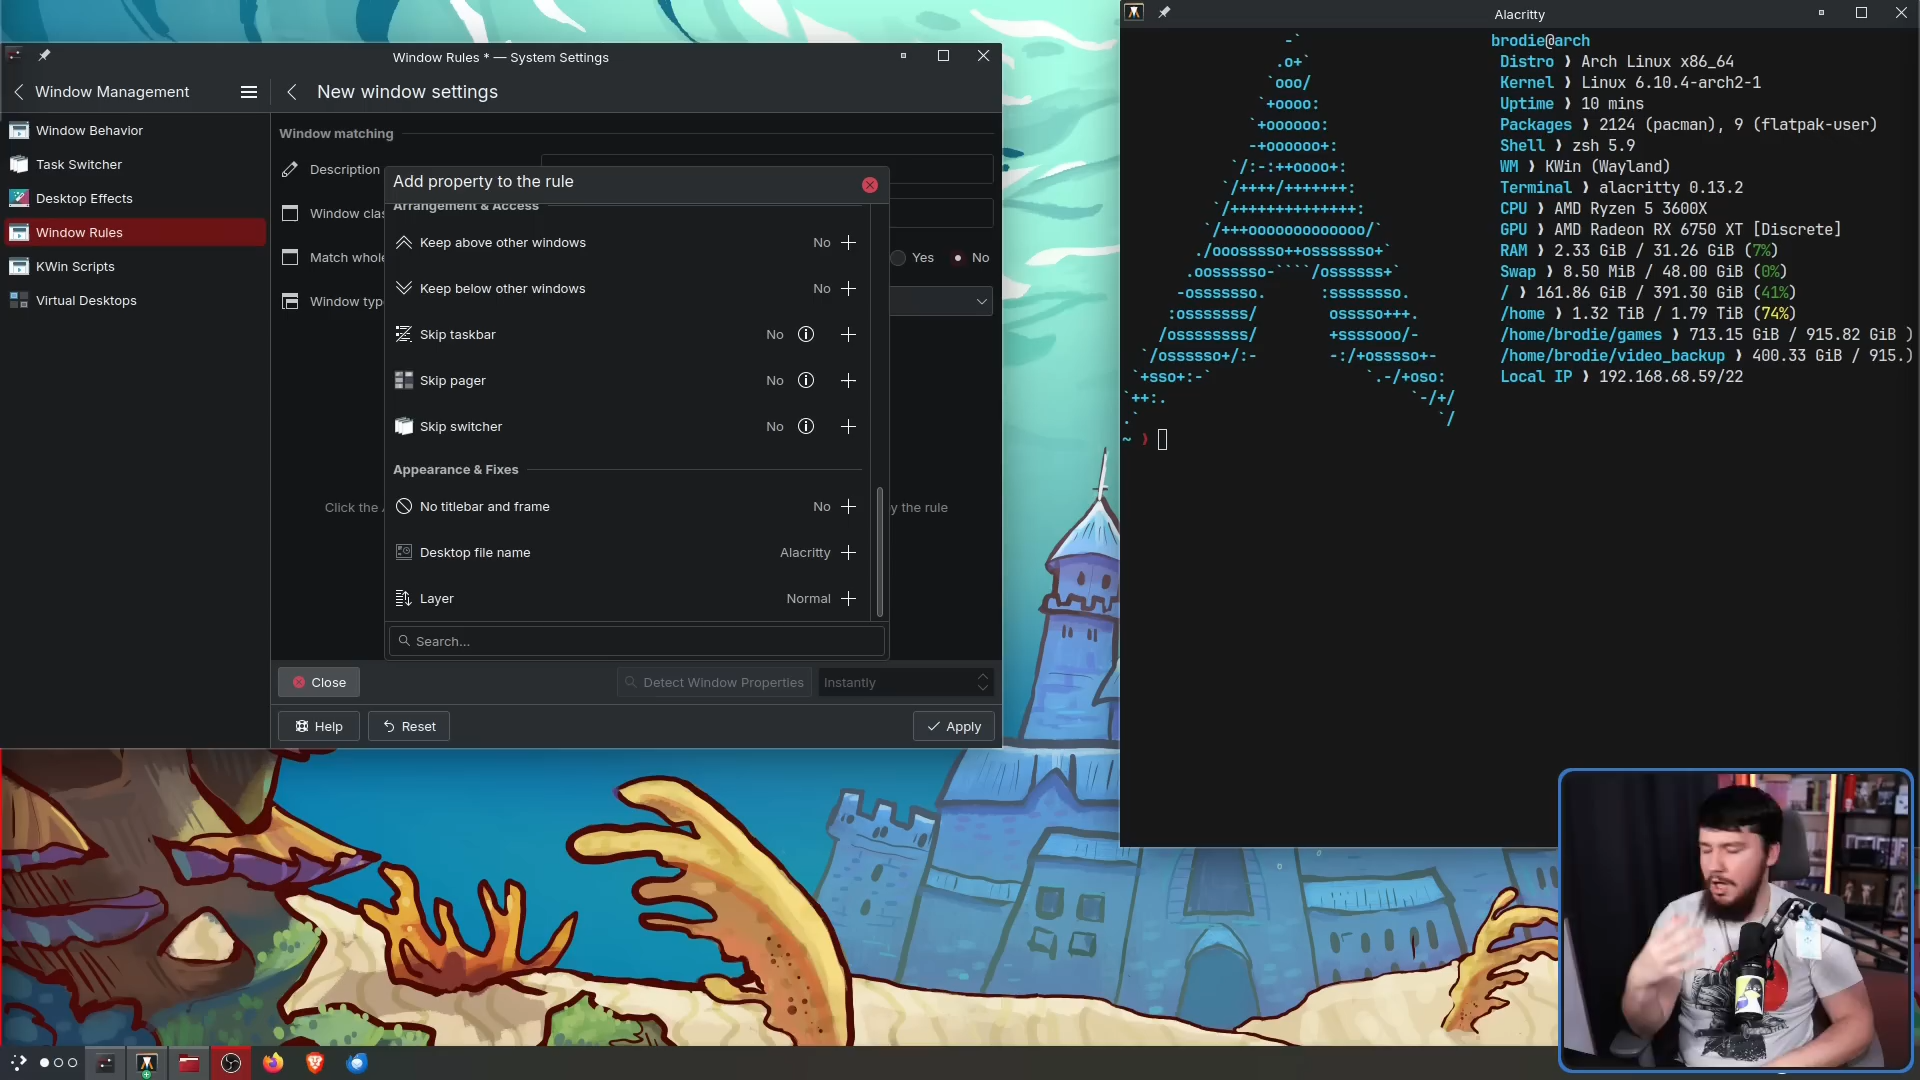 Window Rules * — System Settings
Window Management
New window settings
Window Behavior
Task Switcher
Desktop Effects
Window Rules
KWin Scripts
Virtual Desktops
Window matching
Description
Window clas
Match whole
Yes
No
Window type
Click the A
y the rule
Add property to the rule
Arrangement & Access
Keep above other windows No
Keep below other windows No
Skip taskbar No
Skip pager No
Skip switcher No
Appearance & Fixes
No titlebar and frame No
Desktop file name Alacritty
Layer Normal
Search...
Close
Detect Window Properties
Instantly
Help
Reset
Apply
Alacritty
brodie@arch
Distro ❯ Arch Linux x86_64
Kernel ❯ Linux 6.10.4-arch2-1
Uptime ❯ 10 mins
Packages ❯ 2124 (pacman), 9 (flatpak-user)
Shell ❯ zsh 5.9
WM ❯ KWin (Wayland)
Terminal ❯ alacritty 0.13.2
CPU ❯ AMD Ryzen 5 3600X
GPU ❯ AMD Radeon RX 6750 XT [Discrete]
RAM ❯ 2.33 GiB / 31.26 GiB (7%)
Swap ❯ 8.50 MiB / 48.00 GiB (0%)
/ ❯ 161.86 GiB / 391.30 GiB (41%)
/home ❯ 1.32 TiB / 1.79 TiB (74%)
/home/brodie/games ❯ 713.15 GiB / 915.82 GiB )
/home/brodie/video_backup ❯ 400.33 GiB / 915.)
Local IP ❯ 192.168.68.59/22
~ ❯